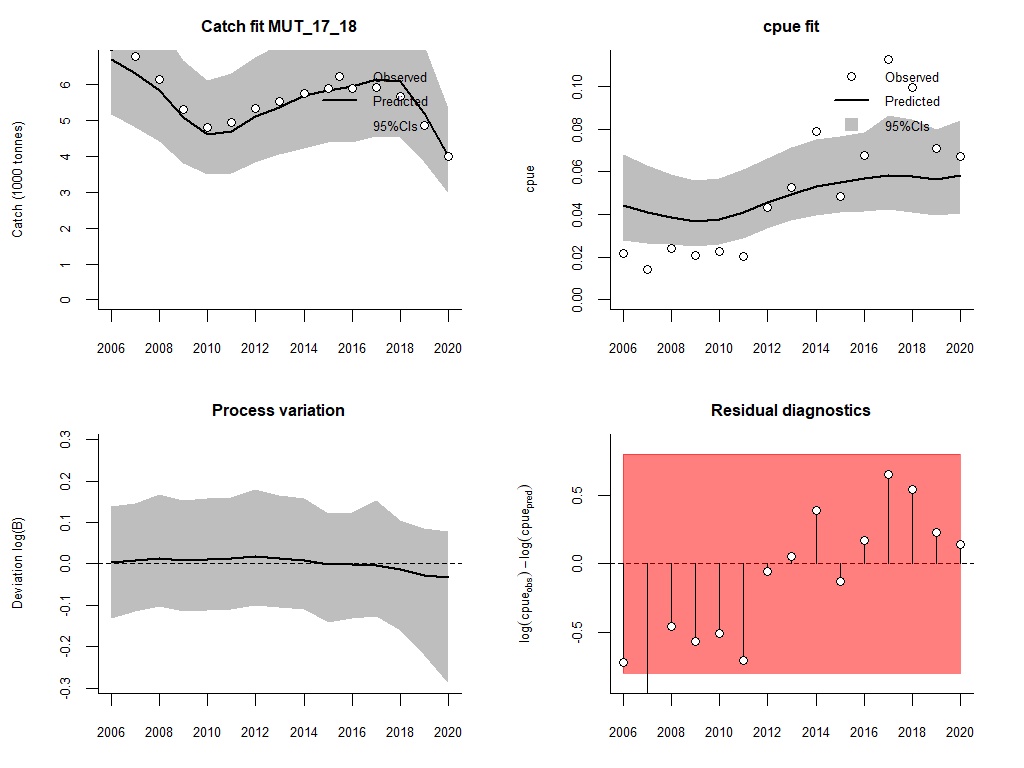 Catch fit MUT_17_18
Catch (1000 tonnes)
6
5
4
3
2
1
0
Observed
Predicted
95%CIs
2006 2008 2010 2012 2014 2016 2018 2020
cpue fit
cpue
0.10
0.08
0.06
0.04
0.02
0.00
Observed
Predicted
95%CIs
2006 2008 2010 2012 2014 2016 2018 2020
Process variation
Deviation log(B)
0.3
0.2
0.1
0.0
-0.1
-0.2
-0.3
2006 2008 2010 2012 2014 2016 2018 2020
Residual diagnostics
log(cpue_obs) − log(cpue_pred)
0.5
0.0
-0.5
2006 2008 2010 2012 2014 2016 2018 2020